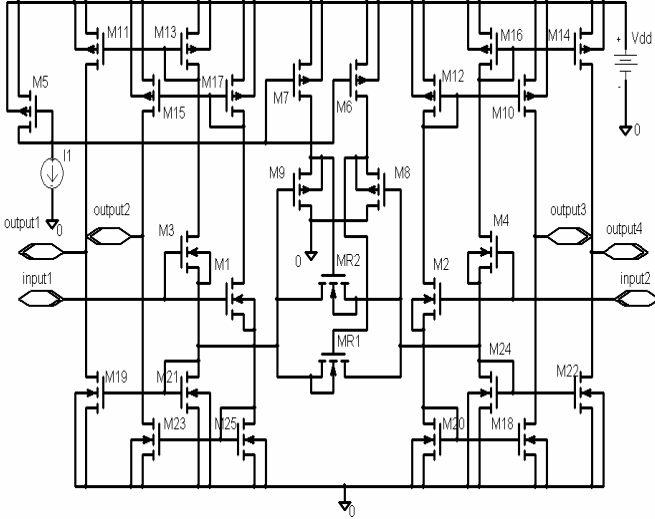 M11
M13
M16
M14
+
Vdd
-
0
M5
M15
M17
M7
M6
M12
M10
I1
0
M9
M8
output1
output2
M3
M1
0
MR2
M2
M4
output3
output4
input1
input2
MR1
M19
M21
M24
M22
M23
M25
M20
M18
0